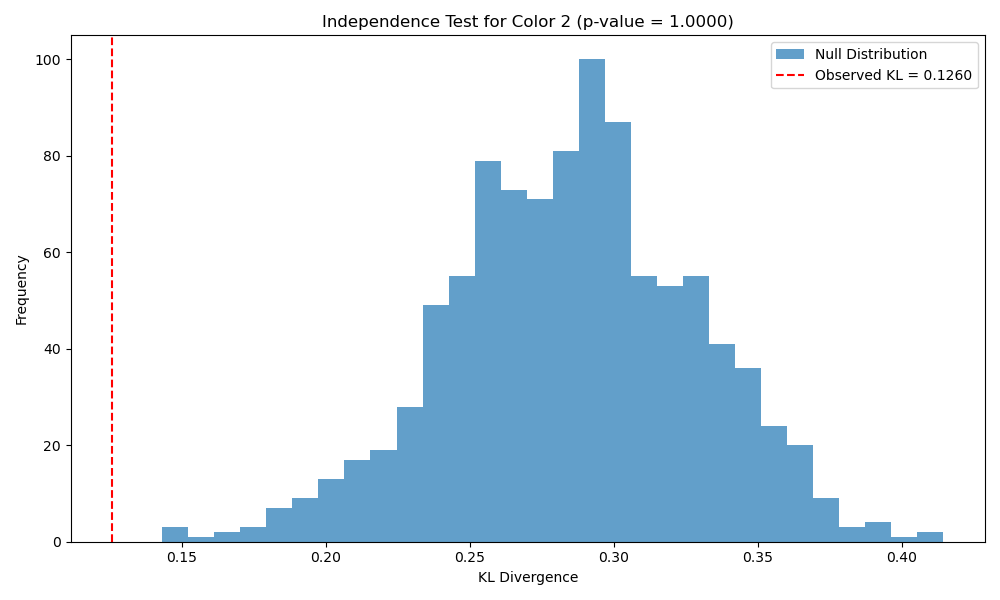 Independence Test for Color 2 (p-value = 1.0000)
Null Distribution
Observed KL = 0.1260
Frequency
100
80
60
40
20
0
0.15 0.20 0.25 0.30 0.35 0.40
KL Divergence